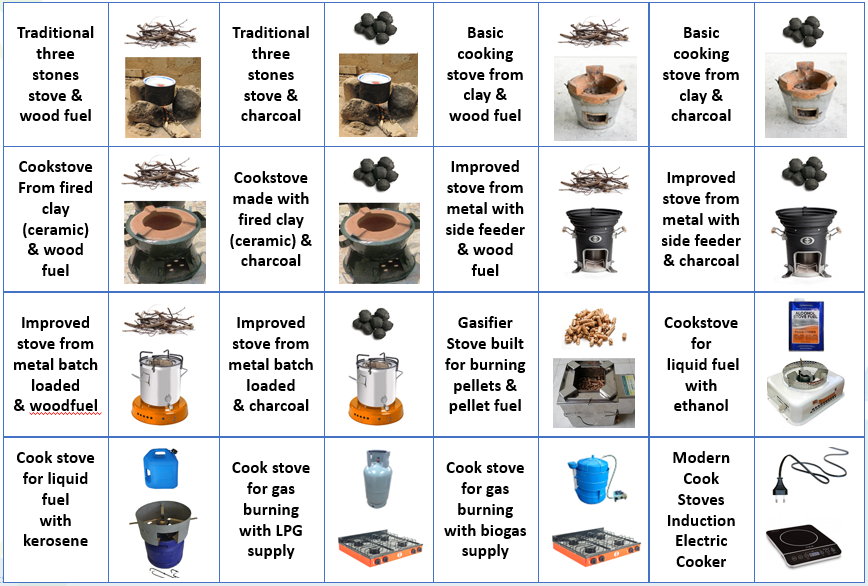 Traditional
three
stones
stove &
wood fuel
Traditional
three
stones
stove &
charcoal
Basic
cooking
stove from
clay &
wood fuel
Basic
cooking
stove from
clay &
charcoal
Cookstove
From fired
clay
(ceramic)
& wood
fuel
Cookstove
made with
fired clay
(ceramic) &
charcoal
Improved
stove from
metal with
side feeder
& wood
fuel
Improved
stove from
metal with
side feeder
& charcoal
Improved
stove from
metal batch
loaded
& woodfuel
Improved
stove from
metal batch
loaded
& charcoal
Gasifier
Stove built
for burning
pellets &
pellet fuel
Cookstove
for
liquid fuel
with
ethanol
ALCOHOL
STOVE FUEL
Cook stove
for liquid
fuel
with
kerosene
Cook stove
for gas
burning
with LPG
supply
Cook stove
for gas
burning
with biogas
supply
Modern
Cook
Stoves
Induction
Electric
Cooker